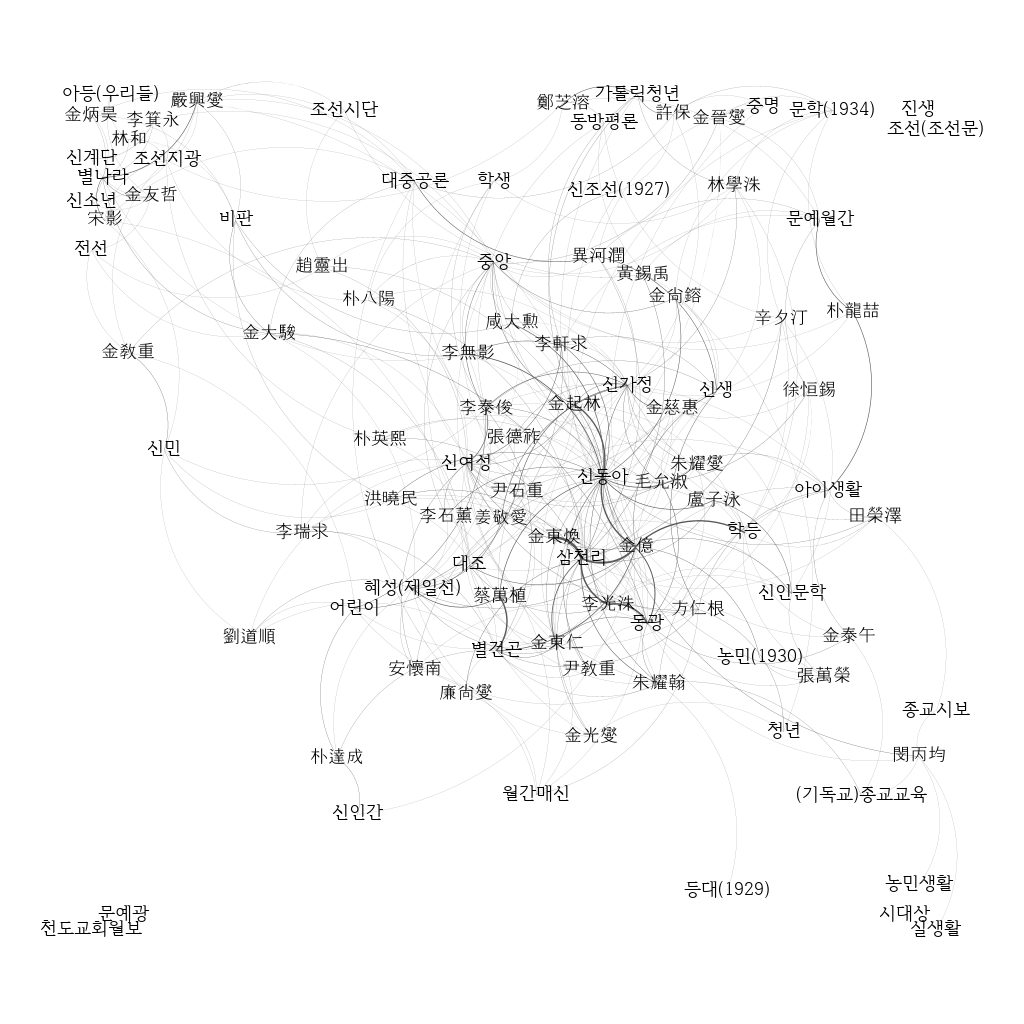 아등(우리들)
嚴興燮
金炳昊
李箕永
林和
조선시단
鄭芝溶
가톨릭청년
동방평론
許保
金晉燮
중명
문학(1934)
진생
조선(조선문)
신계단
조선지광
별나라
신소년
金友哲
宋影
비판
대중공론
학생
신조선(1927)
林學洙
문예월간
전선
趙靈出
朴八陽
중앙
異河潤
黃錫禹
金尙鎔
辛夕汀
朴龍喆
金敎重
金大駿
咸大勳
李無影
李軒求
신가정
金起林
金慈惠
신생
徐恒錫
李泰俊
張德祚
朴英熙
신민
신여성
신동아
朱耀燮
毛允淑
盧子泳
아이생활
尹石重
洪曉民
李石薰
姜敬愛
田榮澤
李瑞求
金東煥
金億
학등
삼천리
대조
혜성(제일선)
어린이
蔡萬植
李光洙
方仁根
신인문학
동광
劉道順
별건곤
金東仁
金泰午
농민(1930)
張萬榮
安懷南
尹敎重
廉尙燮
朱耀翰
종교시보
金光燮
청년
閔丙均
朴達成
월간매신
(기독교)종교교육
신인간
등대(1929)
농민생활
문예광
천도교회월보
시대상
실생활